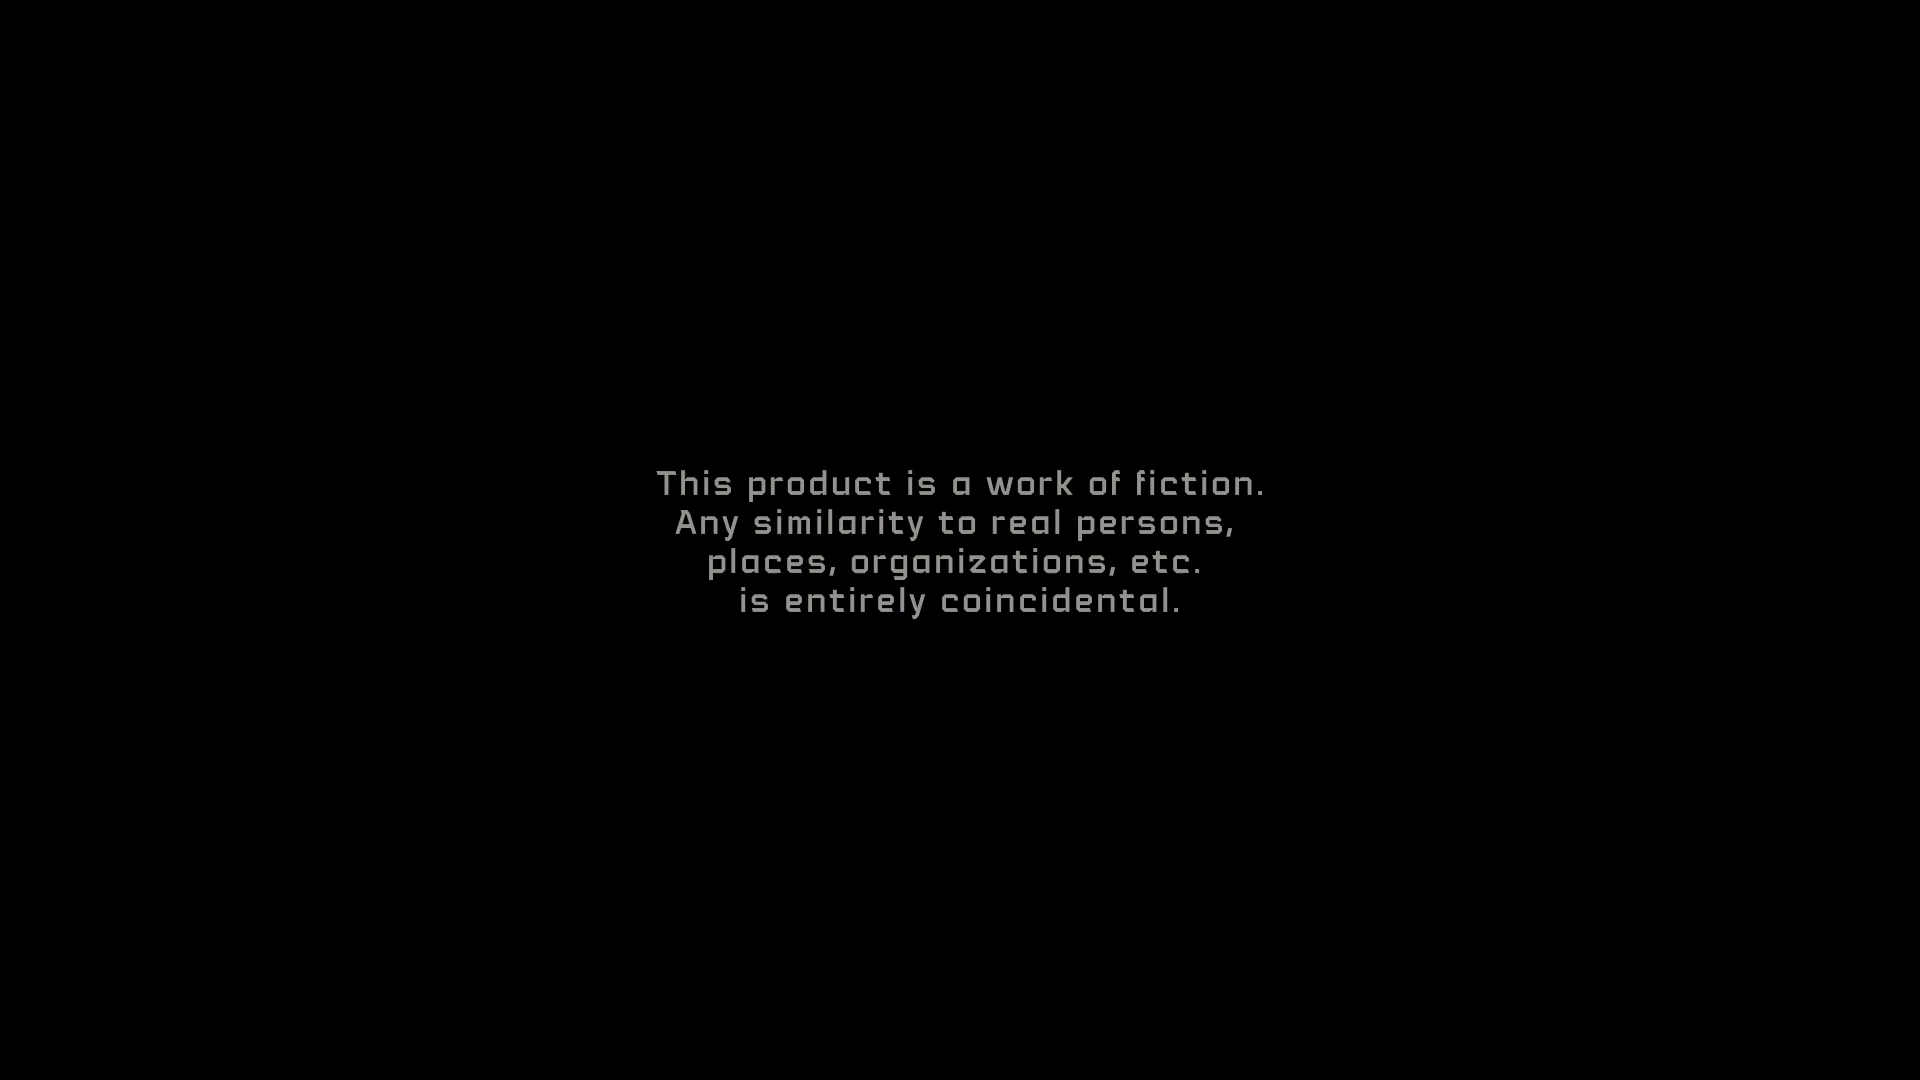 This product is a work of fiction.
Any similarity to real persons,
places, organizations, etc.
is entirely coincidental.